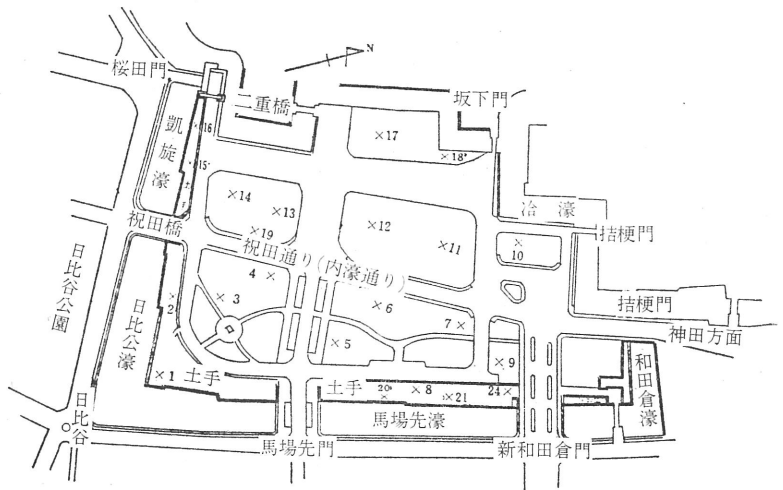 N
桜田門
二重橋
坂下門
凱旋濠
×16
×17
×18
×15
×14
×13
×12
×11
×19
冶濠
×10
拮梗門
祝田橋
祝田通り(内濠通り)
日比谷公園
日比公濠
4×
×3
×2
×6
7×
×5
×9
拮梗門
神田方面
和田倉濠
×1
土手
土手
20
×8
×21
24×
馬場先濠
日比谷
馬場先門
新和田倉門